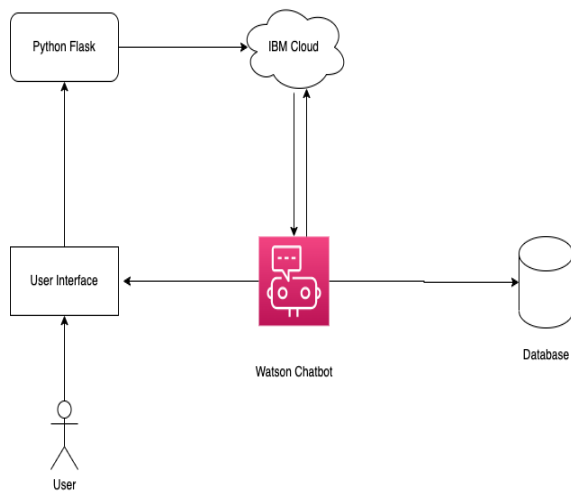 Python Flask
IBM Cloud
User Interface
Watson Chatbot
Database
User